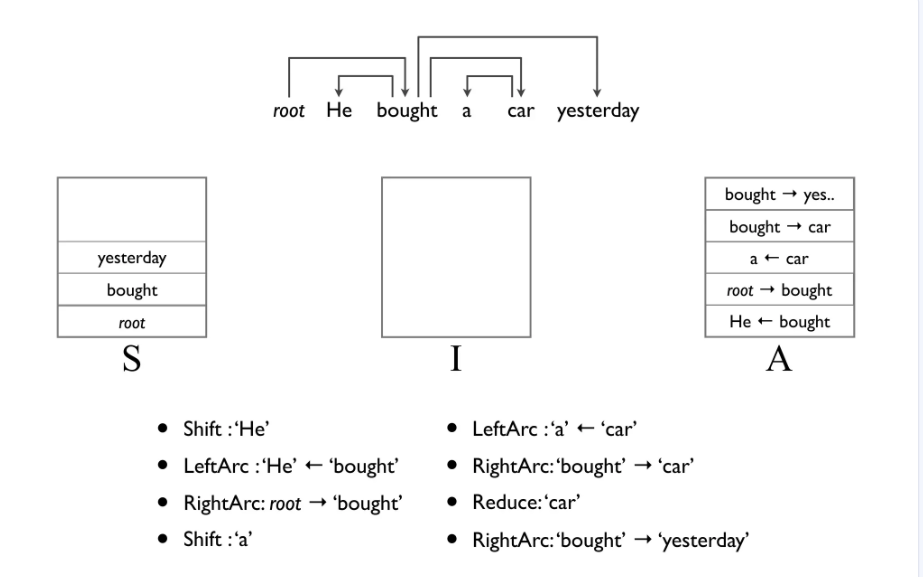 root He bought a car yesterday
yesterday
bought
root
S
I
bought → yes..
bought → car
a ← car
root → bought
He ← bought
A
• Shift :‘He’
• LeftArc :‘He’ ← ‘bought’
• RightArc: root → ‘bought’
• Shift :‘a’
• LeftArc :‘a’ ← ‘car’
• RightArc:‘bought’ → ‘car’
• Reduce:‘car’
• RightArc:‘bought’ → ‘yesterday’